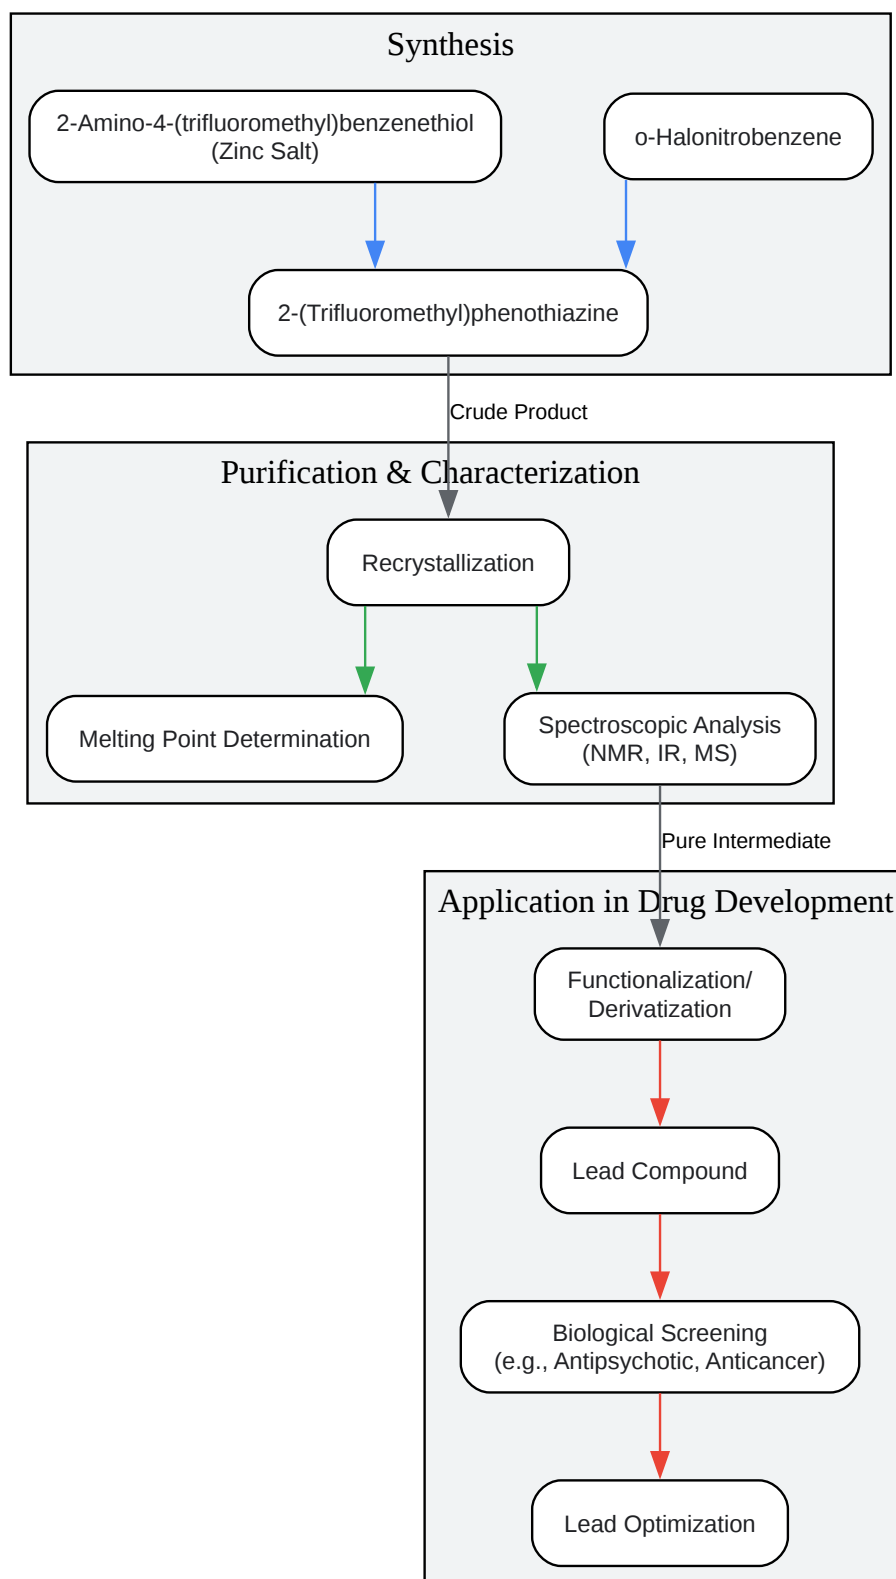 Synthesis
2-Amino-4-(trifluoromethyl)benzenethiol
(Zinc Salt)
o-Halonitrobenzene
2-(Trifluoromethyl)phenothiazine
Crude Product
Purification & Characterization
Recrystallization
Melting Point Determination
Spectroscopic Analysis
(NMR, IR, MS)
Pure Intermediate
Application in Drug Development
Functionalization/
Derivatization
Lead Compound
Biological Screening
(e.g., Antipsychotic, Anticancer)
Lead Optimization